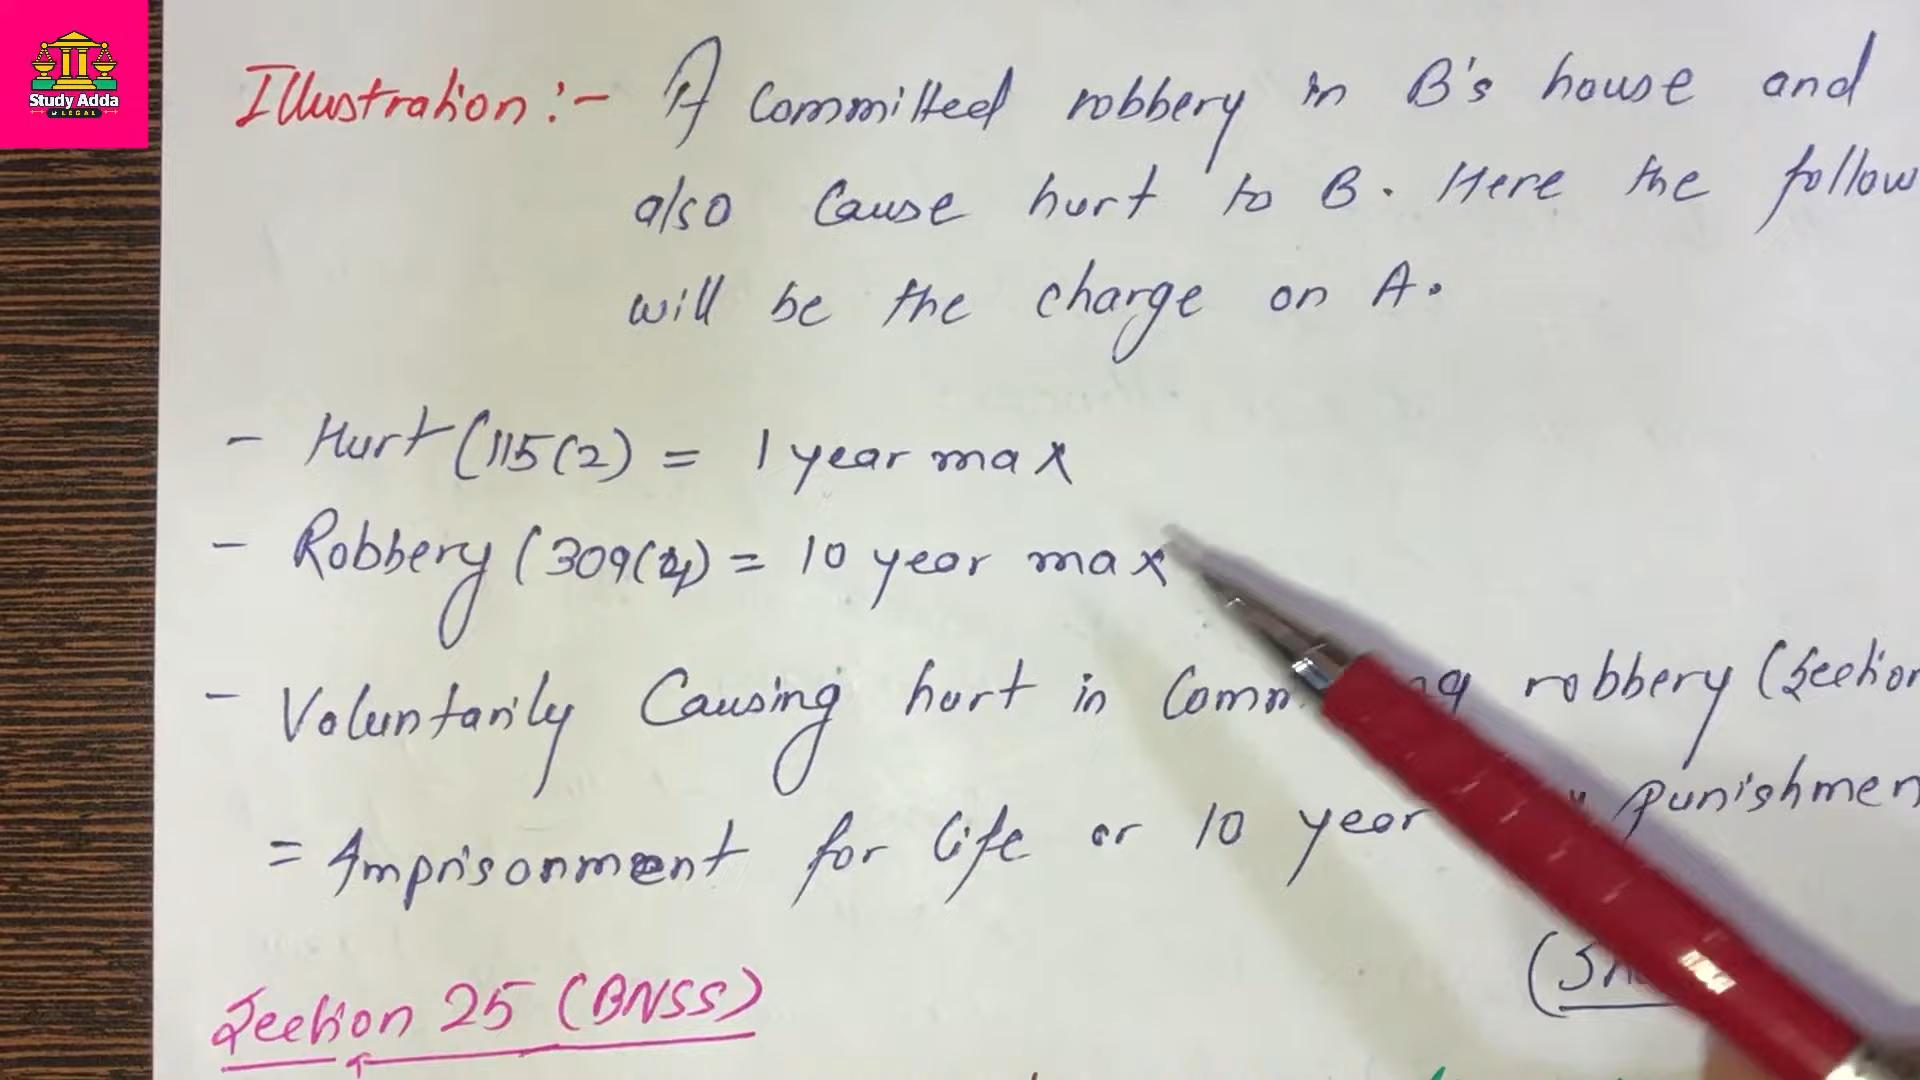 Study Adda
LEGAL
Illustration :- A committed robbery in B's house and
also Cause hurt to B. Here the follow
will be the charge on A.
- Hurt (115(2) = 1 year max
- Robbery (309(4) = 10 year max
- Voluntarily Causing hurt in robbery (Section
= Imprisonment for life or 10 year punishmen
Section 25 (BNSS)